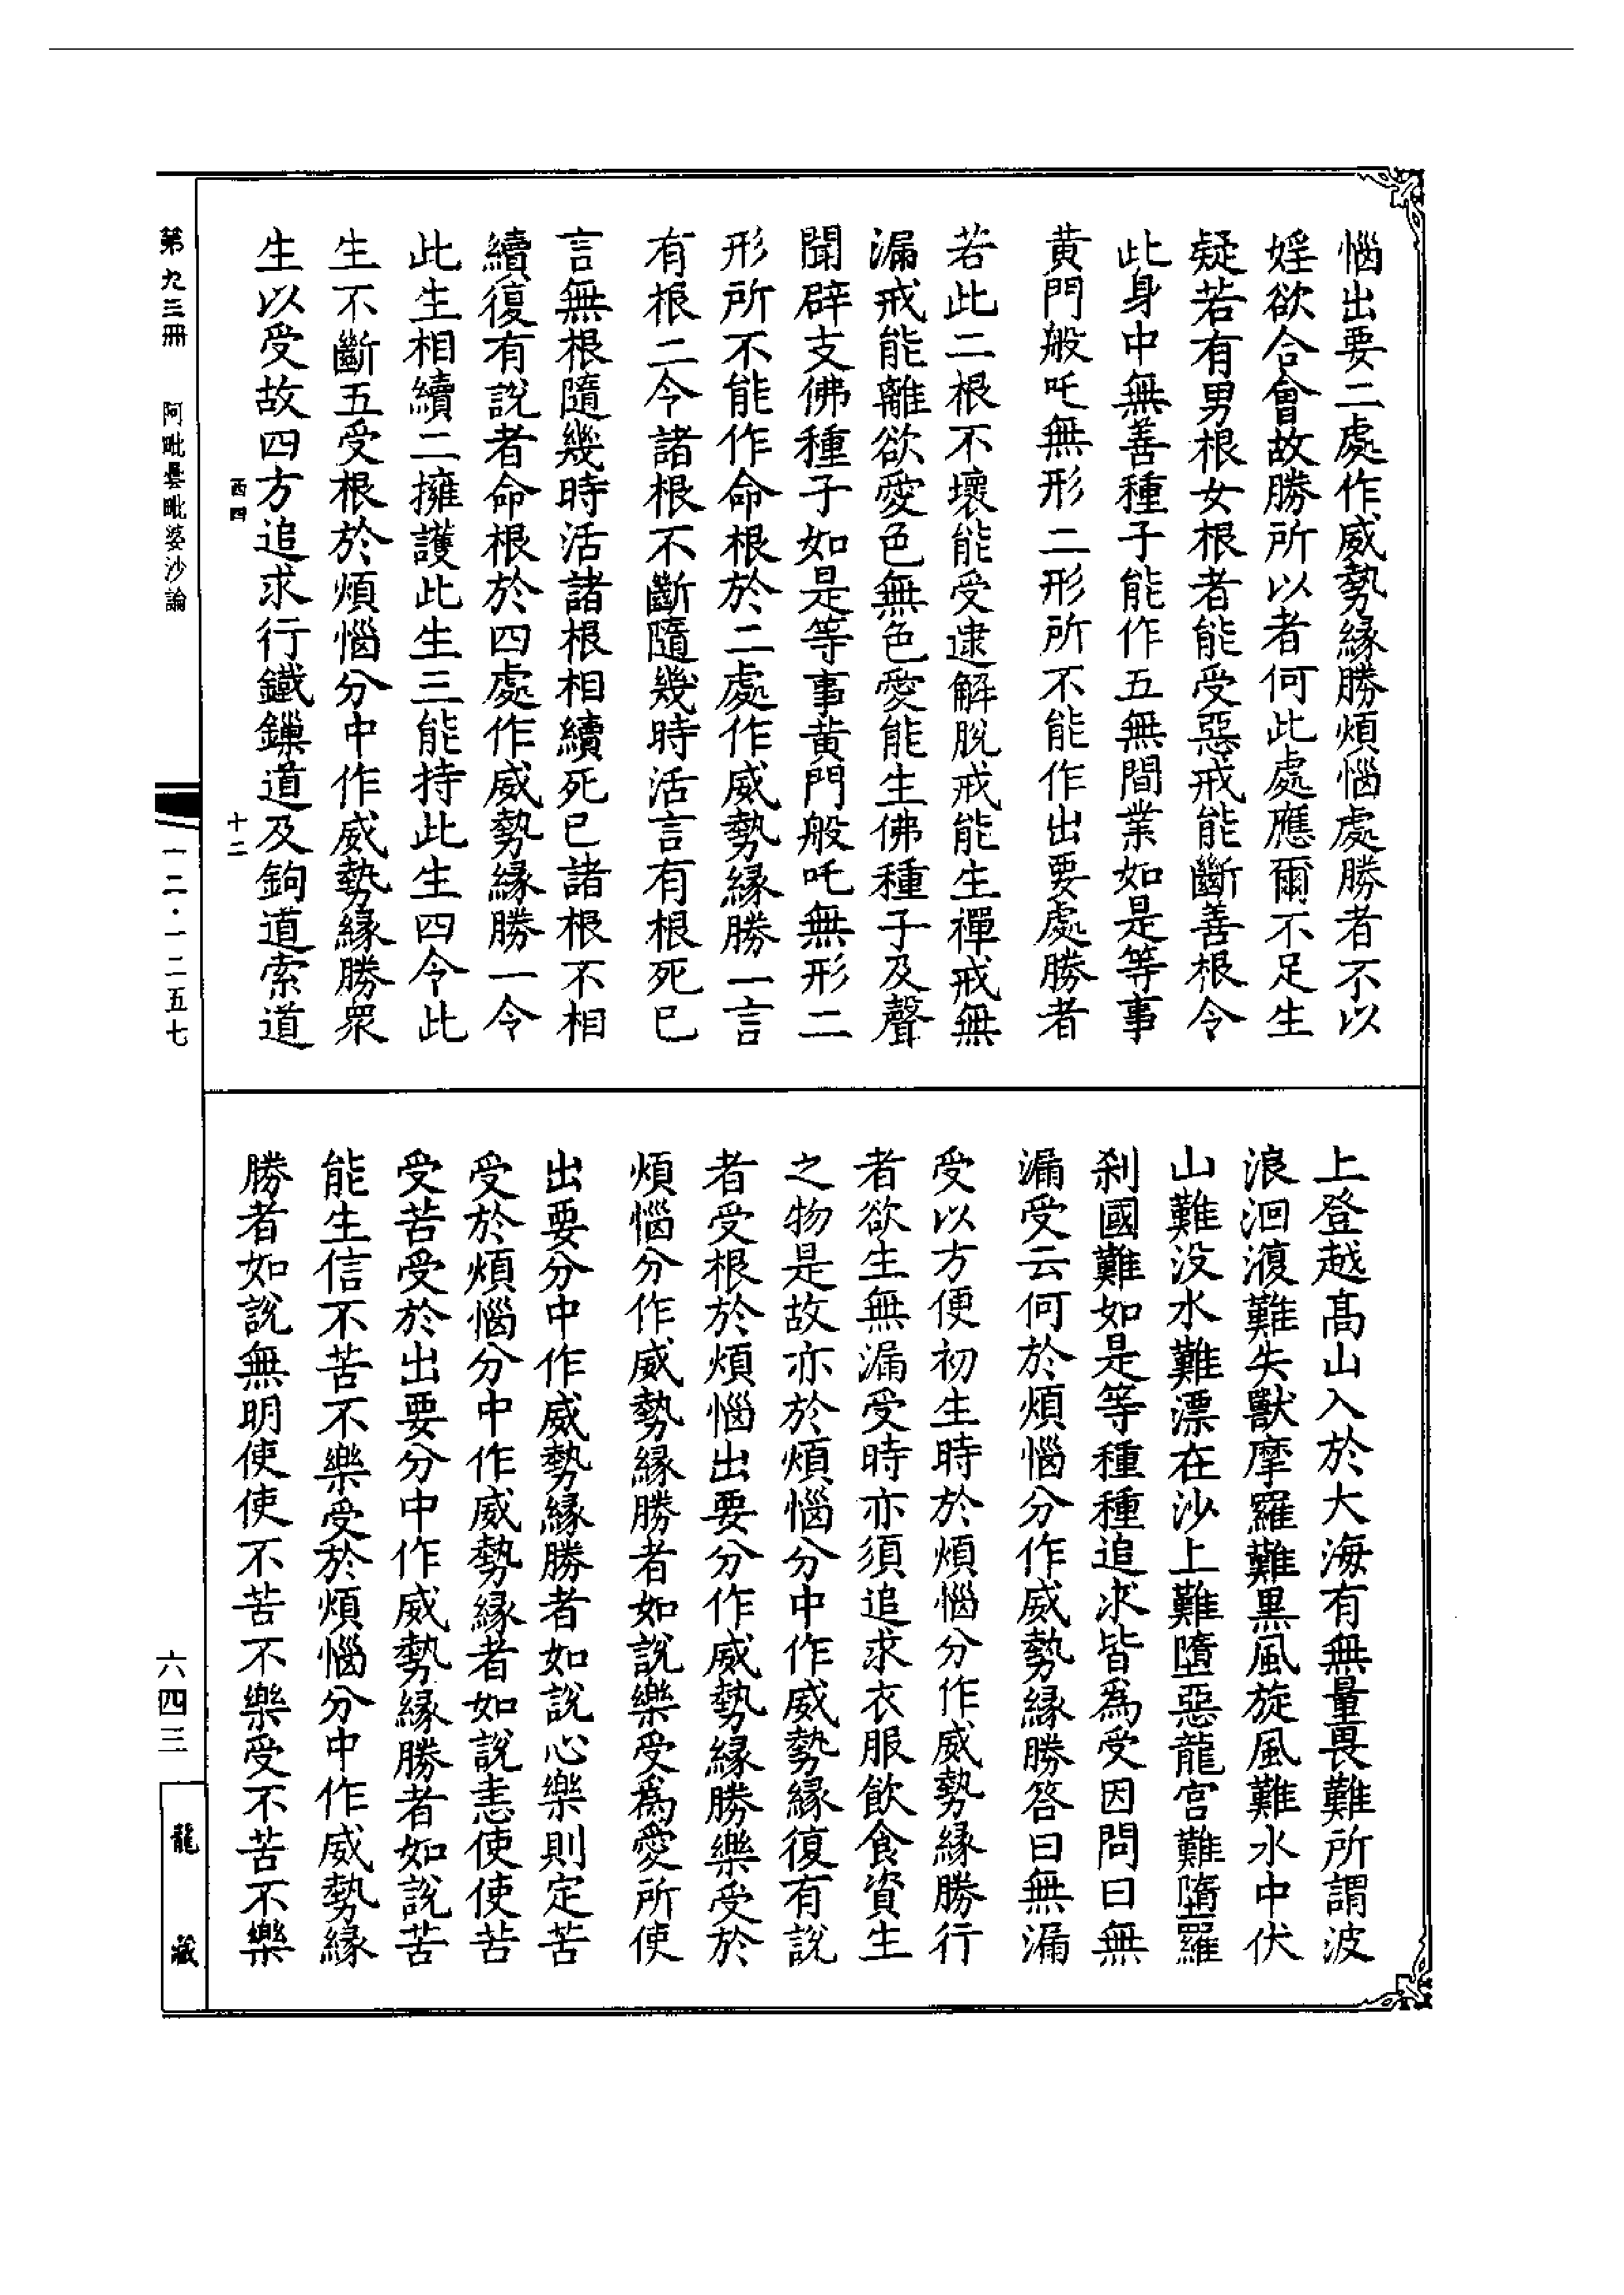 惱出要二處作威勢緣勝煩惱處勝者不以
婬欲合會故勝所以者何此處應爾不足生
疑若有男根女根者能受惡戒能斷善根令
此身中無善種子能作五無間業如是等事
黃門般吒無形二形所不能作出要處勝者
若此二根不壞能受逮解脫戒能生禪戒無
漏戒能離欲愛色無色愛能生佛種子及聲
聞辟支佛種子如是等事黃門般吒無形二
形所不能作命根於二處作威勢緣勝一言
有根二令諸根不斷隨幾時活言有根死已
言無根隨幾時活諸根相續死已諸根不相
續復有說者命根於四處作威勢緣勝一令
此生相續二擁護此生三能持此生四令此
生不斷五受根於煩惱分中作威勢緣勝眾
生以受故四方追求行鐵鏁道及鉤道索道
西四
十二
上登越高山入於大海有無量畏難所謂波
浪洄澓難失獸摩羅難黑風旋風難水中伏
山難沒水難漂在沙上難墮惡龍宮難墮羅
剎國難如是等種種追求皆為受因問曰無
漏受云何於煩惱分作威勢緣勝答曰無漏
受以方便初生時於煩惱分作威勢緣勝行
者欲生無漏受時亦須追求衣服飲食資生
之物是故亦於煩惱分中作威勢緣復有說
者受根於煩惱出要分作威勢緣勝樂受於
煩惱分作威勢緣勝者如說樂受為愛所使
出要分中作威勢緣勝者如說心樂則定苦
受於煩惱分中作威勢緣者如說恚使使苦
受苦受於出要分中作威勢緣勝者如說苦
能生信不苦不樂受於煩惱分中作威勢緣
勝者如說無明使使不苦不樂受不苦不樂
第九三冊　阿毗曇毗婆沙論
一二·一二五七
六四三
龍藏